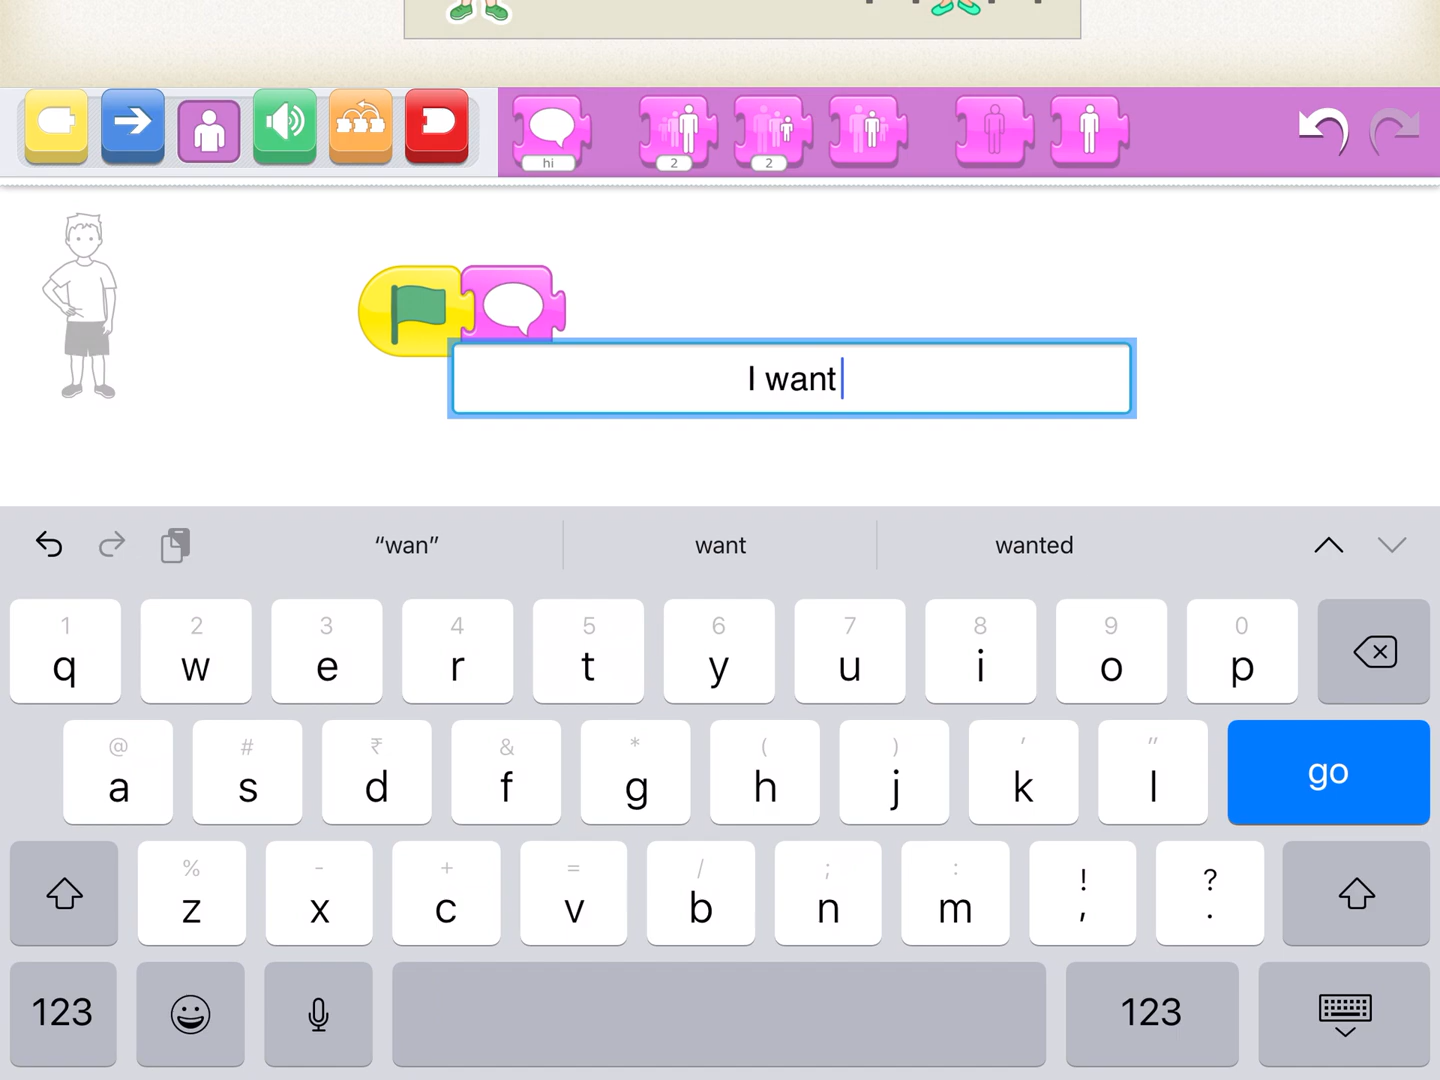 hi
2
2
I want
“wan” want wanted
1 2 3 4 5 6 7 8 9 0
q w e r t y u i o p
@ # ₹ & * ( ) ' "
a s d f g h j k l go
% - + = / ; : ! ?
z x c v b n m , .
123 123